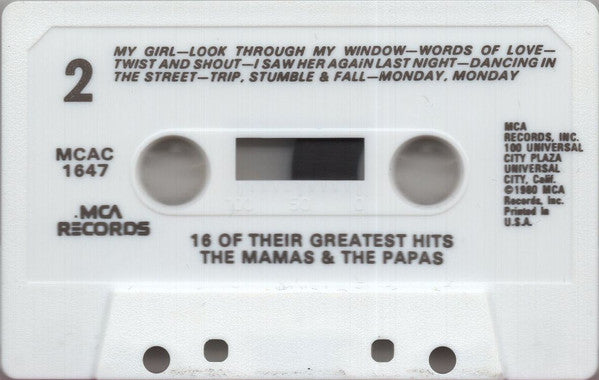 MY GIRL—LOOK THROUGH MY WINDOW—WORDS OF LOVE—
TWIST AND SHOUT—I SAW HER AGAIN LAST NIGHT—DANCING IN
THE STREET—TRIP, STUMBLE & FALL—MONDAY, MONDAY
2
MCAC
1647
MCA
RECORDS
MCA
RECORDS, INC.
100 UNIVERSAL
CITY PLAZA
UNIVERSAL
CITY, Calif.
©1980 MCA
Records, Inc.
Printed in
U.S.A.
100 50 0
16 OF THEIR GREATEST HITS
THE MAMAS & THE PAPAS